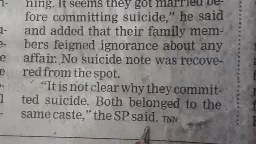 ning. It seems they got married be-
fore committing suicide," he said
and added that their family mem-
bers feigned ignorance about any
affair. No suicide note was recove-
red from the spot.
"It is not clear why they commit-
ted suicide. Both belonged to the
same caste," the SP said. TNN